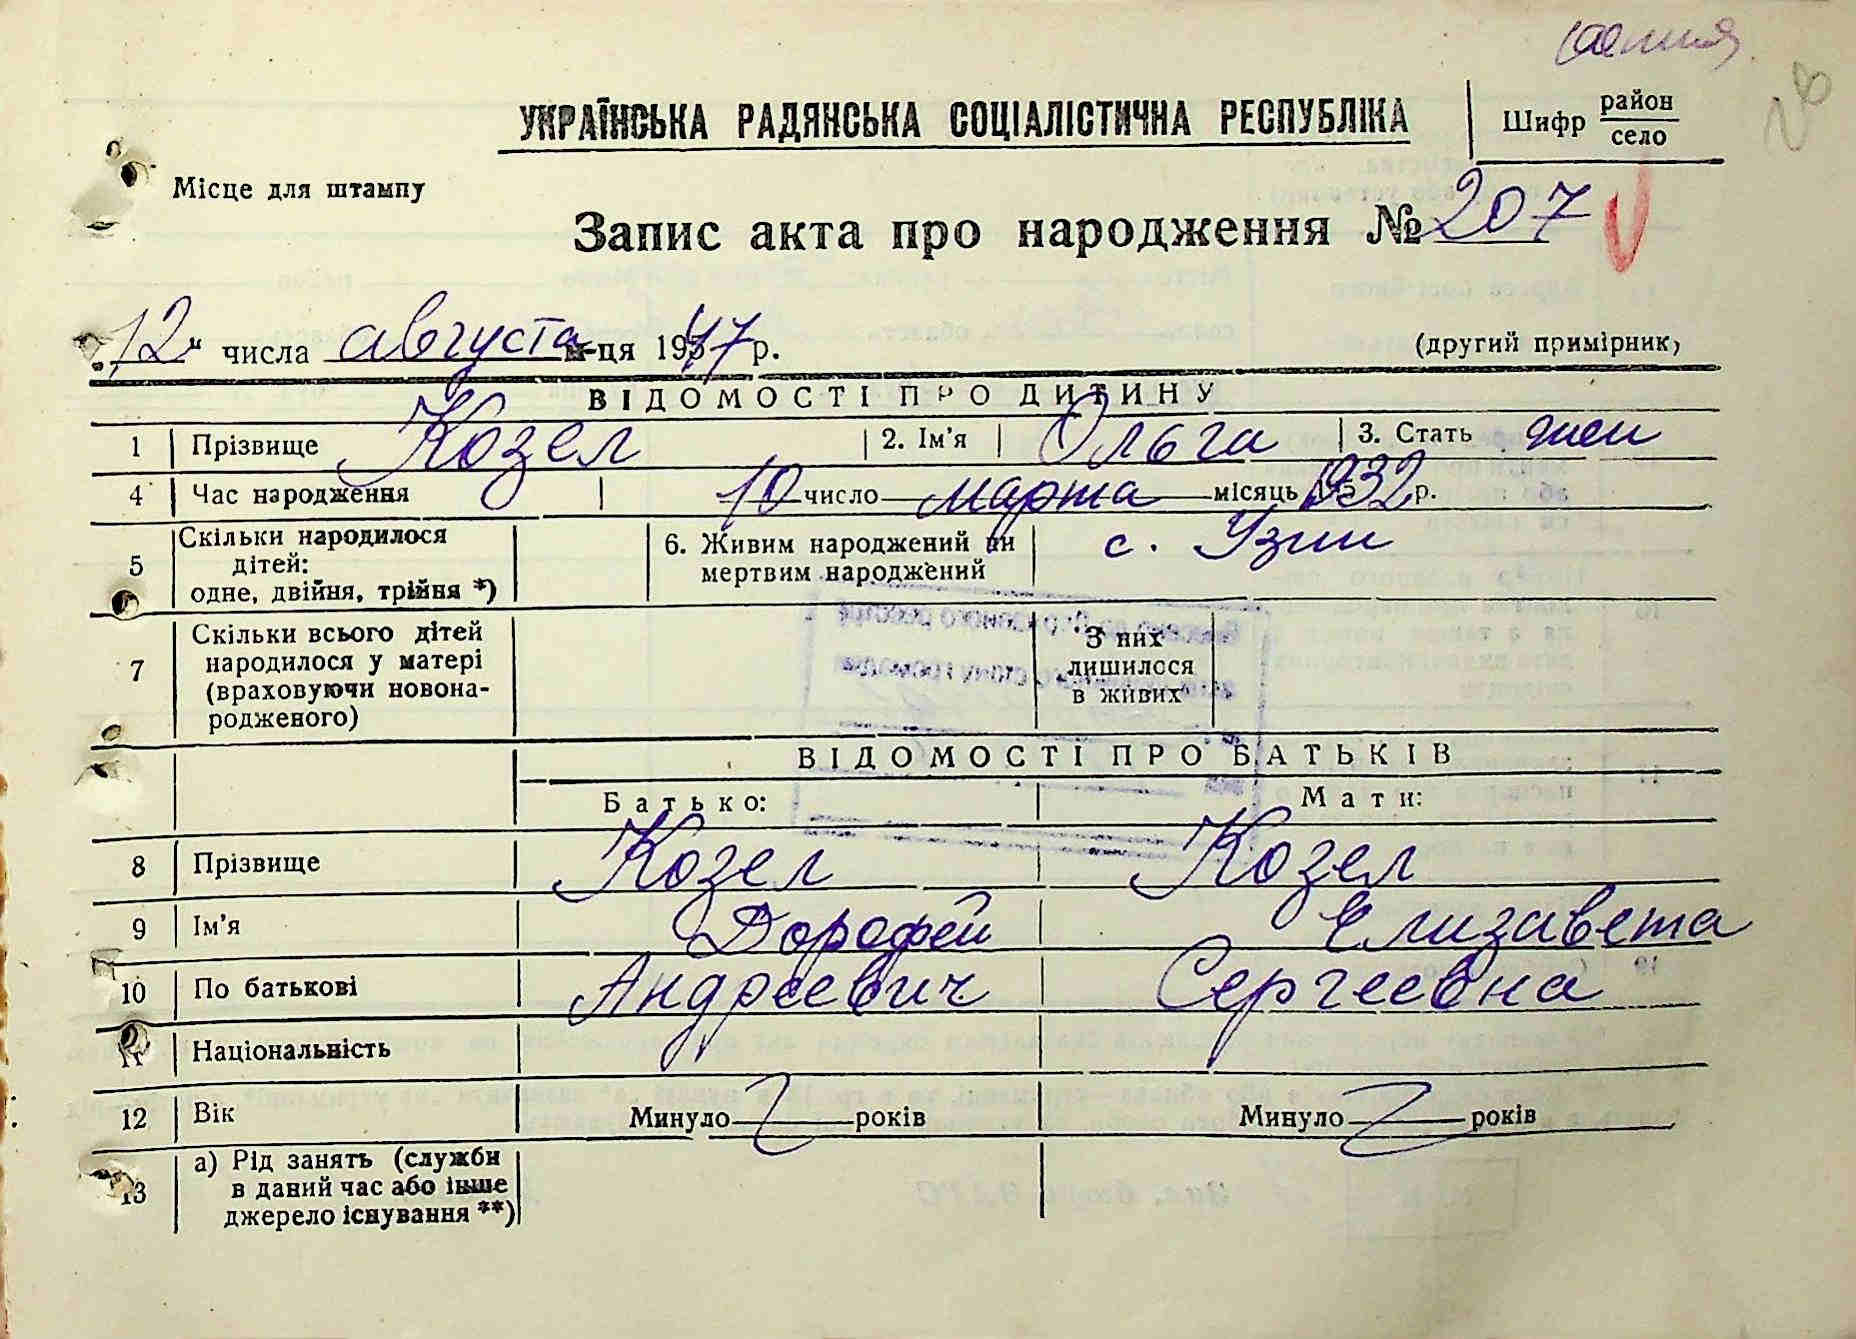 УКРАЇНСЬКА РАДЯНСЬКА СОЦІАЛІСТИЧНА РЕСПУБЛІКА
Шифр район
село
Місце для штампу
Запис акта про народження № 207
„12" числа августа м-ця 1947 р.
(другий примірник)
ВІДОМОСТІ ПРО ДИТИНУ
1 Прізвище Козел 2. Ім'я Ольга 3. Стать жен
4 Час народження 10 число марта місяць 1932 р.
5 Скільки народилося
дітей:
одне, двійня, трійня *)
6. Живим народжений чи
мертвим народжений
с. Узин
7 Скільки всього дітей
народилося у матері
(враховуючи новона-
родженого)
З них
лишилося
в живих
ВІДОМОСТІ ПРО БАТЬКІВ
Батько: Мати:
8 Прізвище Козел Козел
9 Ім'я Дорофей Елизавета
10 По батькові Андреевич Сергеевна
11 Національність
12 Вік Минуло року років Минуло років
13 а) Рід занять (служби
в даний час або інше
джерело існування **)